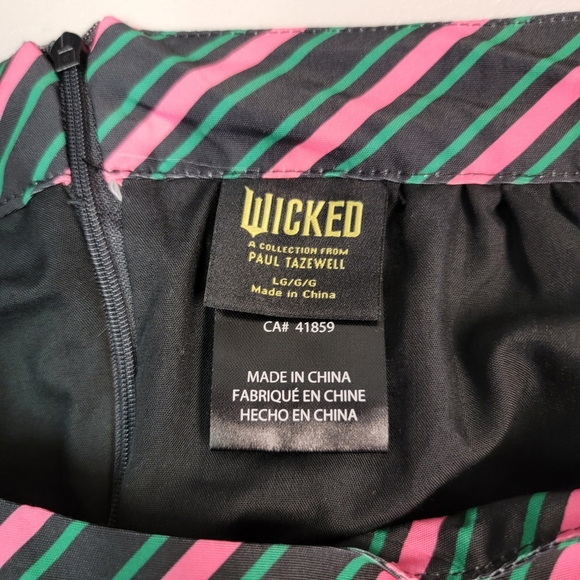 WICKED
A COLLECTION FROM
PAUL TAZEWELL
LG/G/G
Made in China
CA# 41859
MADE IN CHINA
FABRIQUÉ EN CHINE
HECHO EN CHINA